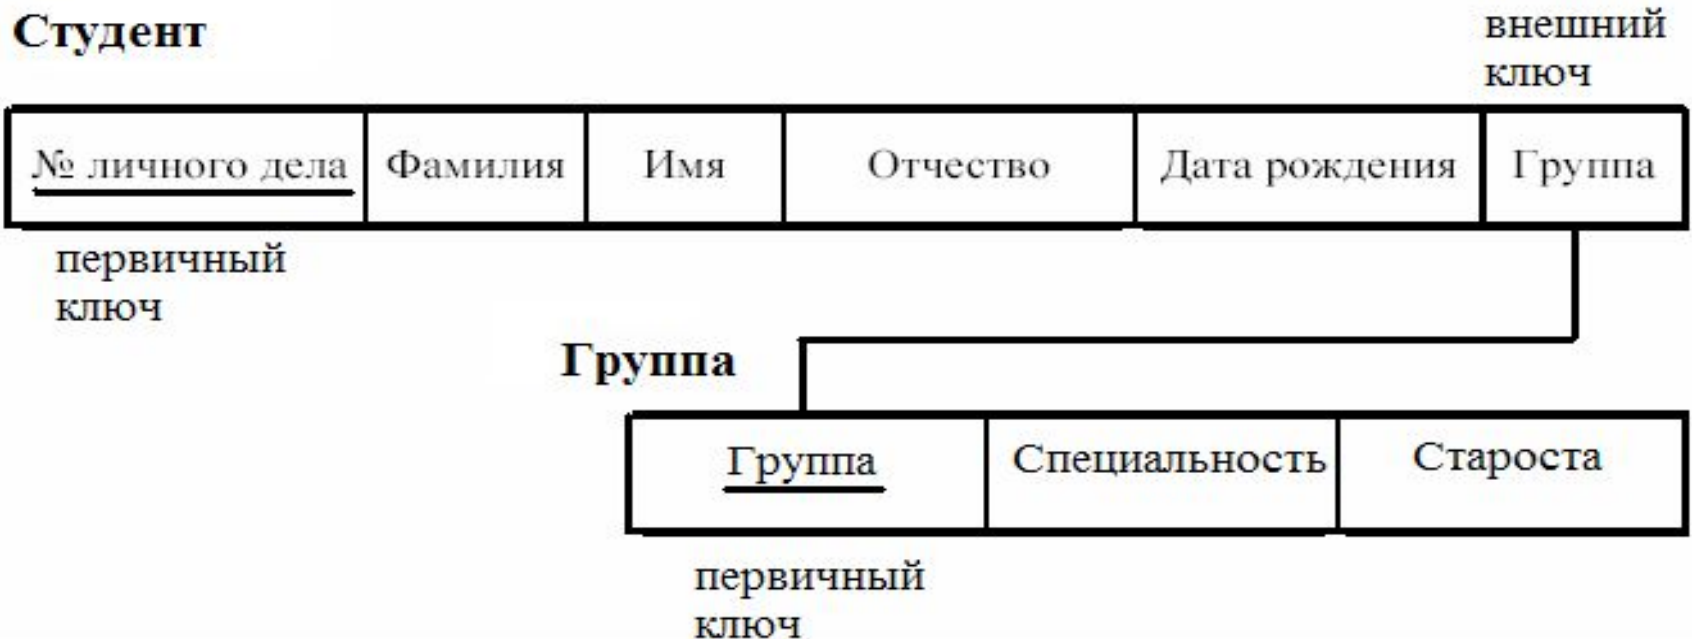 Студент
внешний
ключ
№ личного дела Фамилия Имя Отчество Дата рождения Группа
первичный
ключ
Группа
Группа Специальность Староста
первичный
ключ